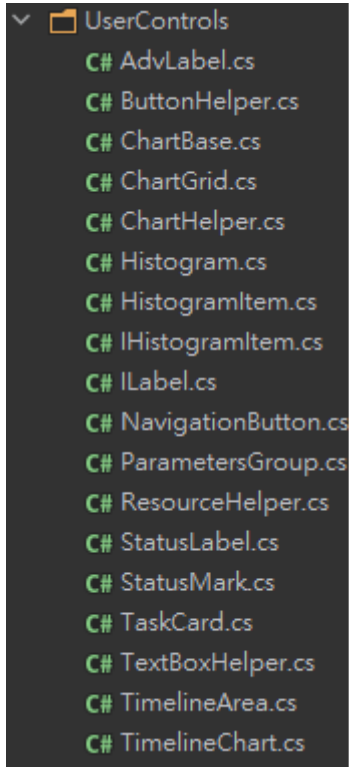 UserControls
C# AdvLabel.cs
C# ButtonHelper.cs
C# ChartBase.cs
C# ChartGrid.cs
C# ChartHelper.cs
C# Histogram.cs
C# HistogramItem.cs
C# IHistogramItem.cs
C# ILabel.cs
C# NavigationButton.cs
C# ParametersGroup.cs
C# ResourceHelper.cs
C# StatusLabel.cs
C# StatusMark.cs
C# TaskCard.cs
C# TextBoxHelper.cs
C# TimelineArea.cs
C# TimelineChart.cs